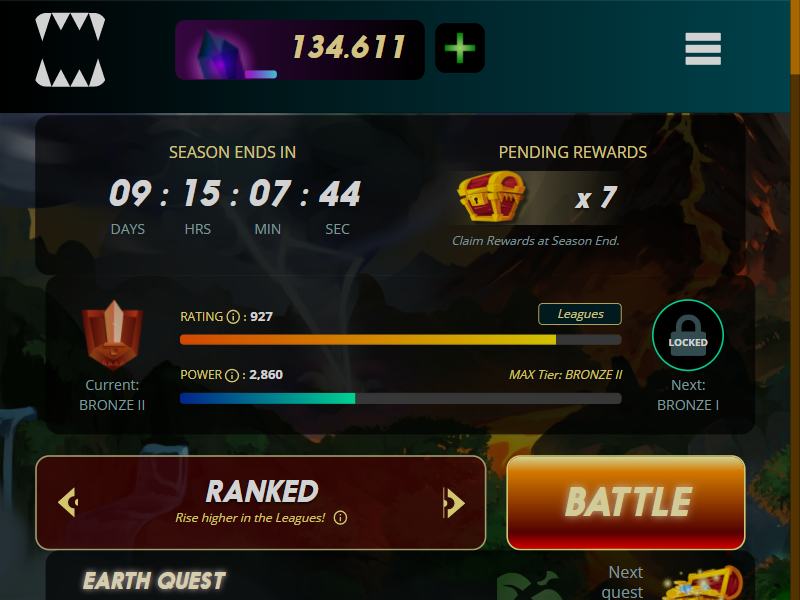 134.611
SEASON ENDS IN
09 : 15 : 07 : 44
DAYS HRS MIN SEC
PENDING REWARDS
x 7
Claim Rewards at Season End.
RATING : 927
Leagues
POWER : 2,860
MAX Tier: BRONZE II
Current:
BRONZE II
LOCKED
Next:
BRONZE I
RANKED
Rise higher in the Leagues!
BATTLE
EARTH QUEST
Next
quest